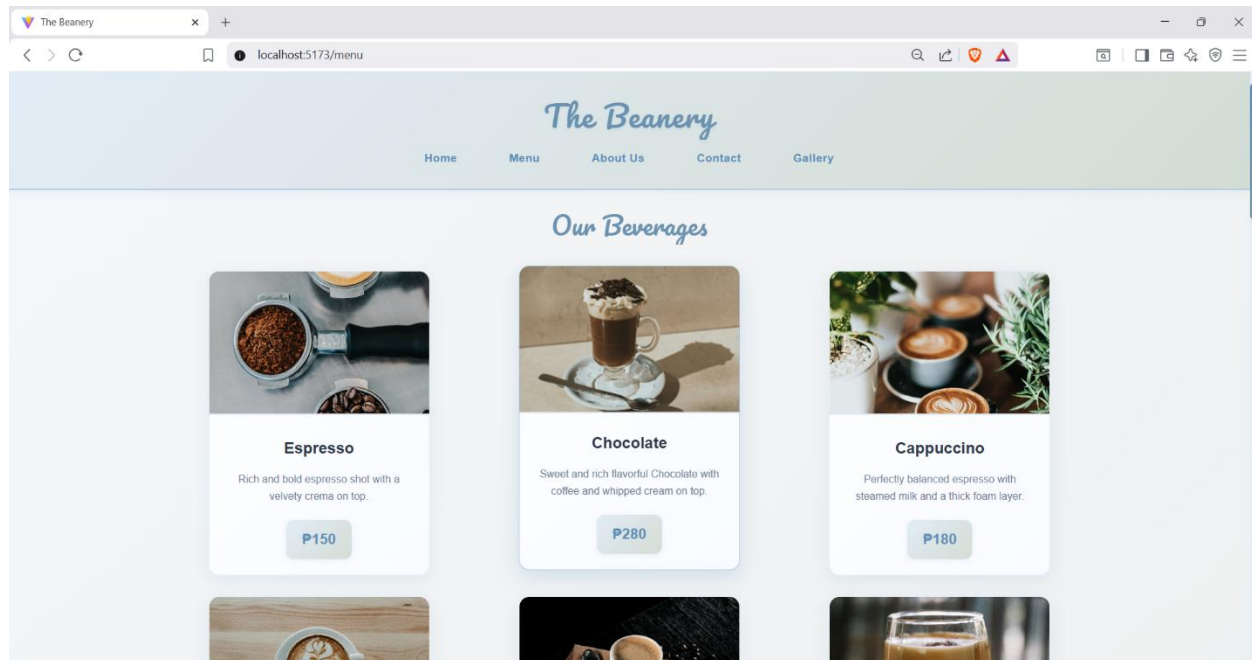 The Beanery
localhost:5173/menu
The Beanery
Home Menu About Us Contact Gallery
Our Beverages
Espresso
Rich and bold espresso shot with a
velvety crema on top.
₱150
Chocolate
Sweet and rich flavorful Chocolate with
coffee and whipped cream on top.
₱280
Cappuccino
Perfectly balanced espresso with
steamed milk and a thick foam layer.
₱180